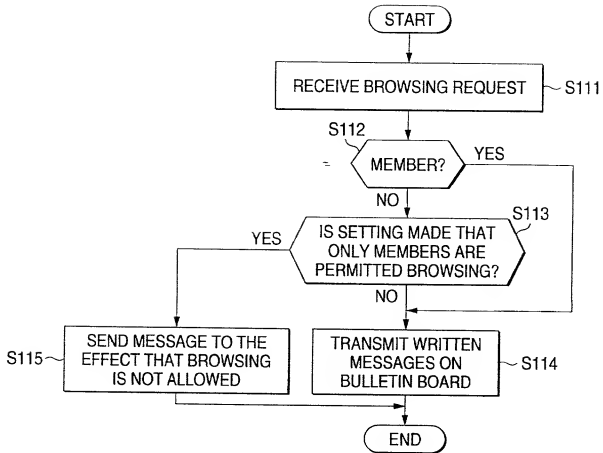 START
RECEIVE BROWSING REQUEST
S111
S112
MEMBER?
YES
NO
S113
IS SETTING MADE THAT
ONLY MEMBERS ARE
PERMITTED BROWSING?
YES
NO
S115
SEND MESSAGE TO THE
EFFECT THAT BROWSING
IS NOT ALLOWED
TRANSMIT WRITTEN
MESSAGES ON
BULLETIN BOARD
S114
END